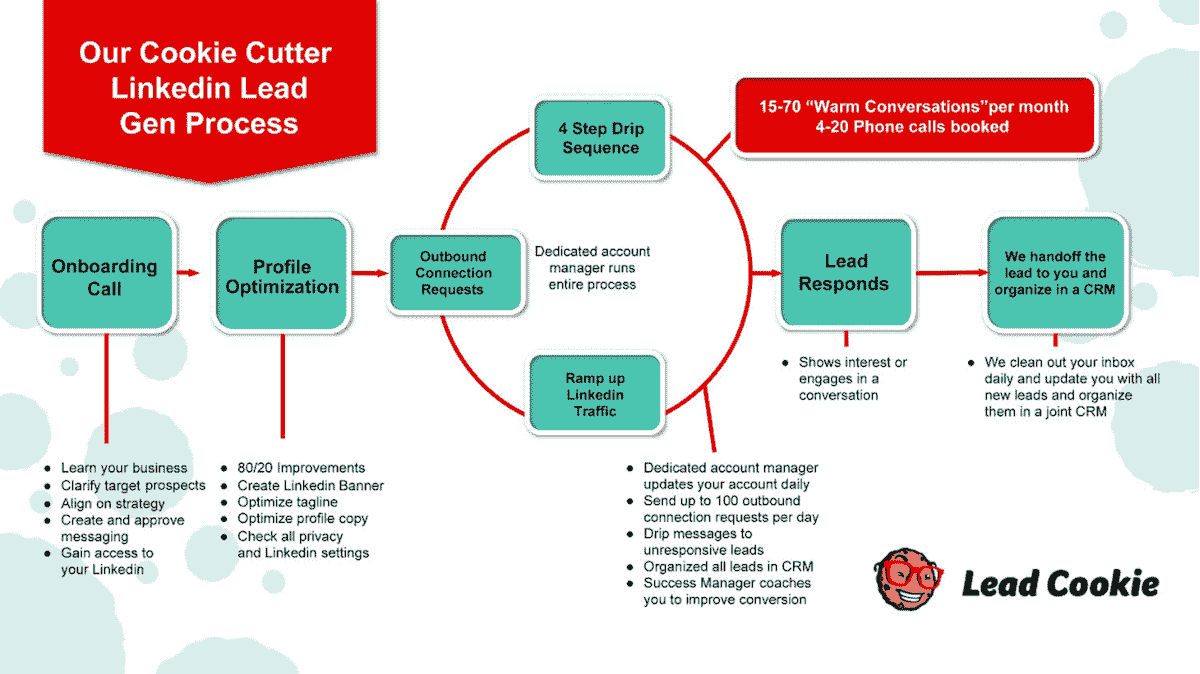 Our Cookie Cutter
Linkedin Lead
Gen Process
15-70 “Warm Conversations”per month
4-20 Phone calls booked
4 Step Drip
Sequence
Onboarding
Call
Profile
Optimization
Outbound
Connection
Requests
Dedicated account
manager runs
entire process
Ramp up
Linkedin
Traffic
Lead
Responds
We handoff the
lead to you and
organize in a CRM
● Learn your business
● Clarify target prospects
● Align on strategy
● Create and approve
messaging
● Gain access to
your Linkedin
● 80/20 Improvements
● Create Linkedin Banner
● Optimize tagline
● Optimize profile copy
● Check all privacy
and Linkedin settings
● Dedicated account manager
updates your account daily
● Send up to 100 outbound
connection requests per day
● Drip messages to
unresponsive leads
● Organized all leads in CRM
● Success Manager coaches
you to improve conversion
● Shows interest or
engages in a
conversation
● We clean out your inbox
daily and update you with all
new leads and organize
them in a joint CRM
Lead Cookie